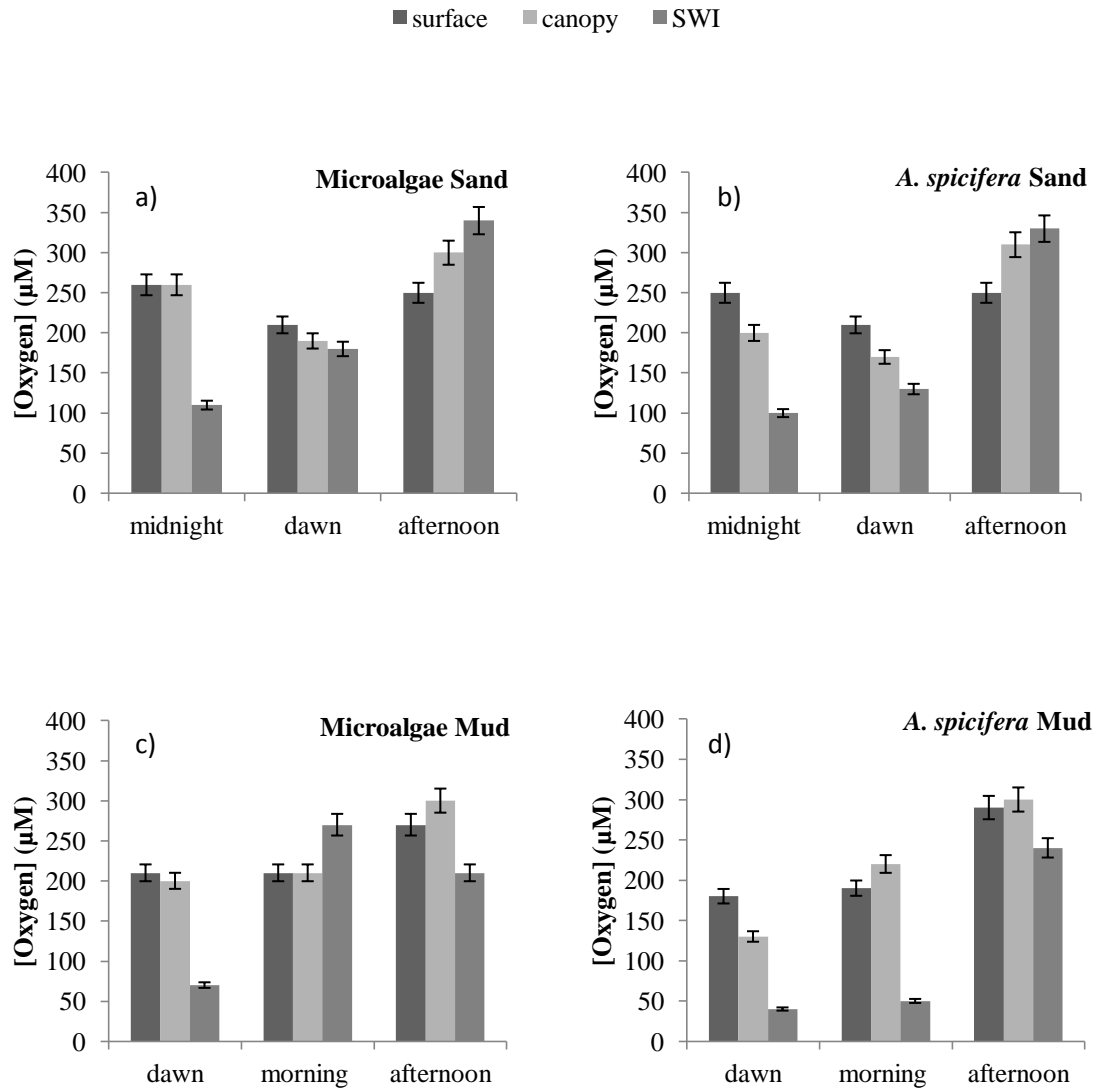 surface canopy SWI
a) Microalgae Sand
[Oxygen] (µM)
400
350
300
250
200
150
100
50
0
midnight dawn afternoon
b) A. spicifera Sand
[Oxygen] (µM)
400
350
300
250
200
150
100
50
0
midnight dawn afternoon
c) Microalgae Mud
[Oxygen] (µM)
400
350
300
250
200
150
100
50
0
dawn morning afternoon
d) A. spicifera Mud
[Oxygen] (µM)
400
350
300
250
200
150
100
50
0
dawn morning afternoon